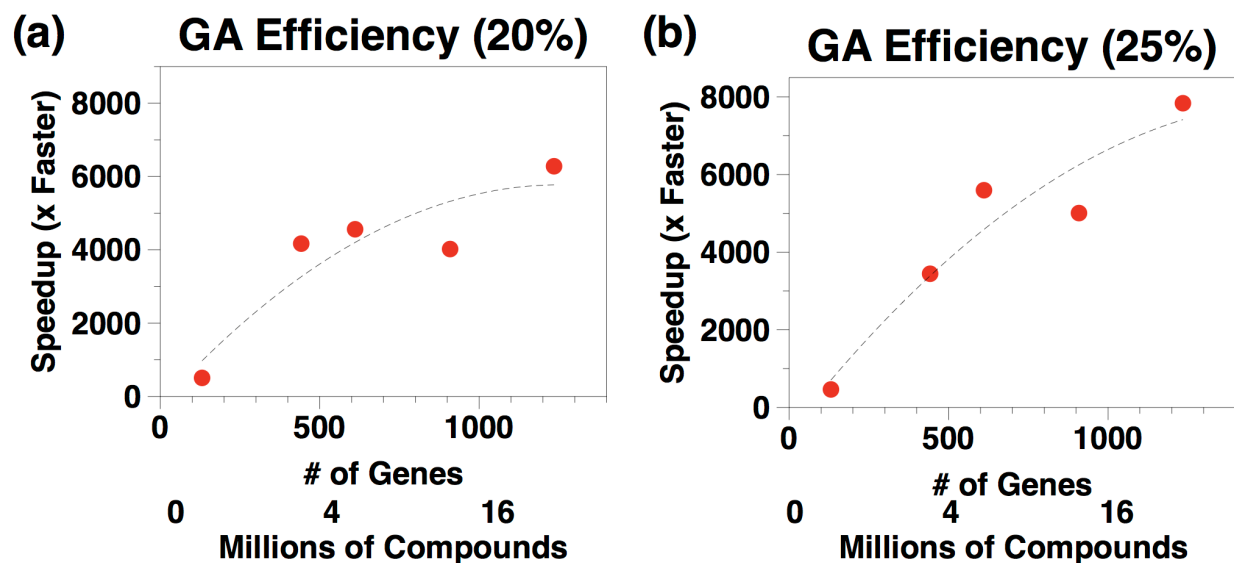 (a)
GA Efficiency (20%)
Speedup (x Faster)
8000
6000
4000
2000
0
0 500 1000
# of Genes
0 4 16
Millions of Compounds
(b)
GA Efficiency (25%)
Speedup (x Faster)
8000
6000
4000
2000
0
0 500 1000
# of Genes
0 4 16
Millions of Compounds